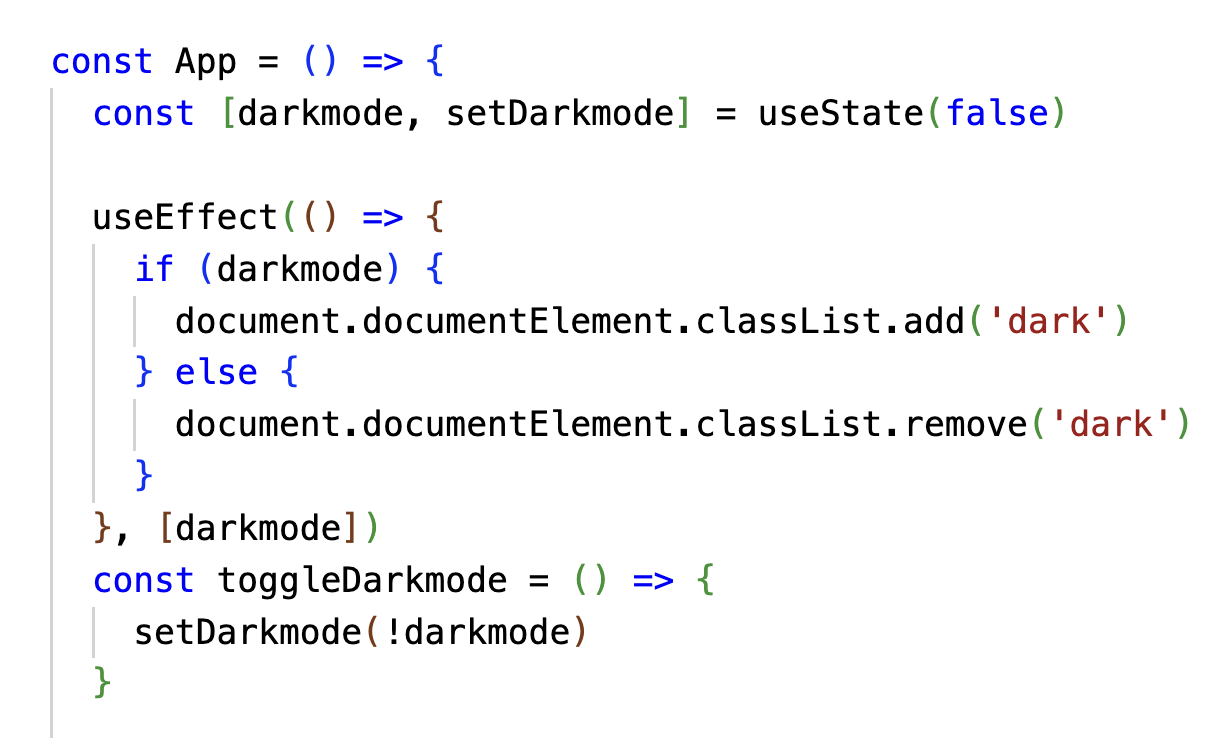 const App = () => {
  const [darkmode, setDarkmode] = useState(false)

  useEffect(() => {
    if (darkmode) {
      document.documentElement.classList.add('dark')
    } else {
      document.documentElement.classList.remove('dark')
    }
  }, [darkmode])
  const toggleDarkmode = () => {
    setDarkmode(!darkmode)
  }